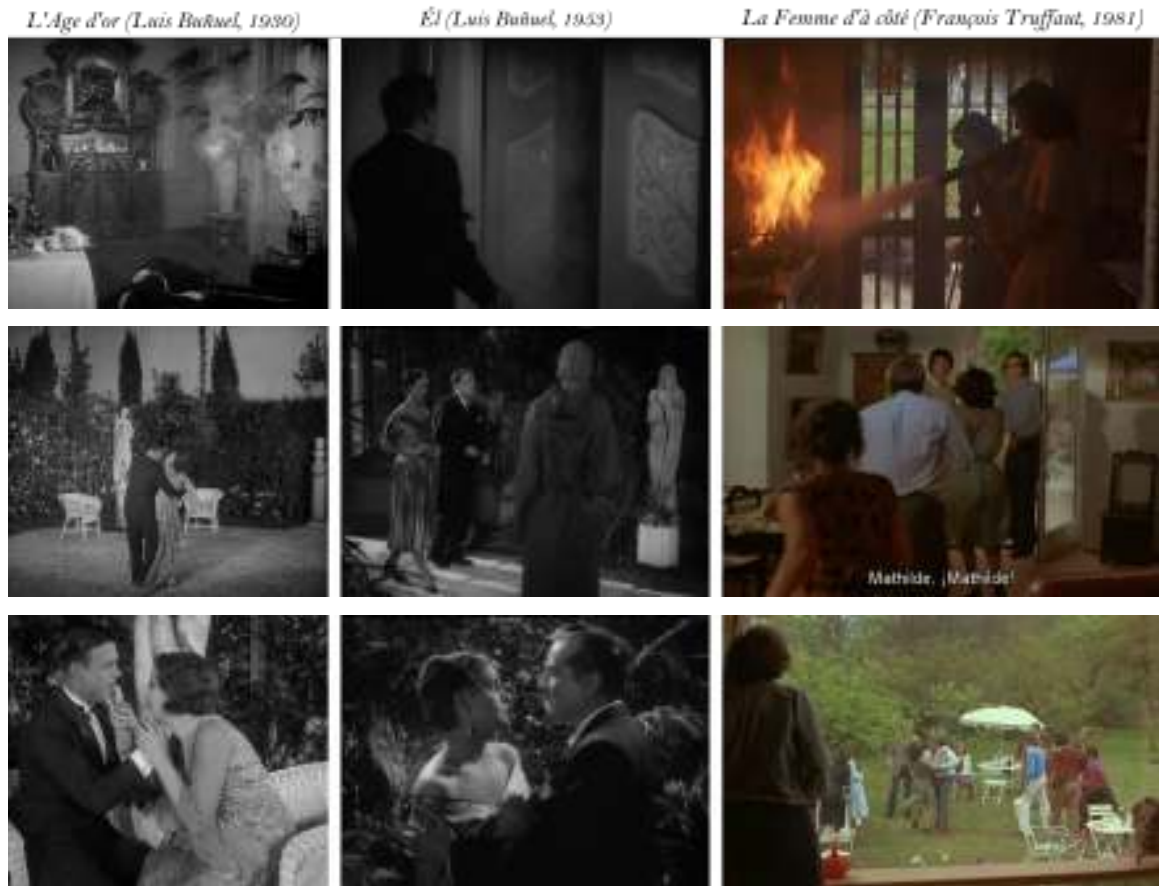 L'Age d'or (Luis Buñuel, 1930)
Él (Luis Buñuel, 1953)
La Femme d'à côté (François Truffaut, 1981)
Mathilde. ¡Mathilde!